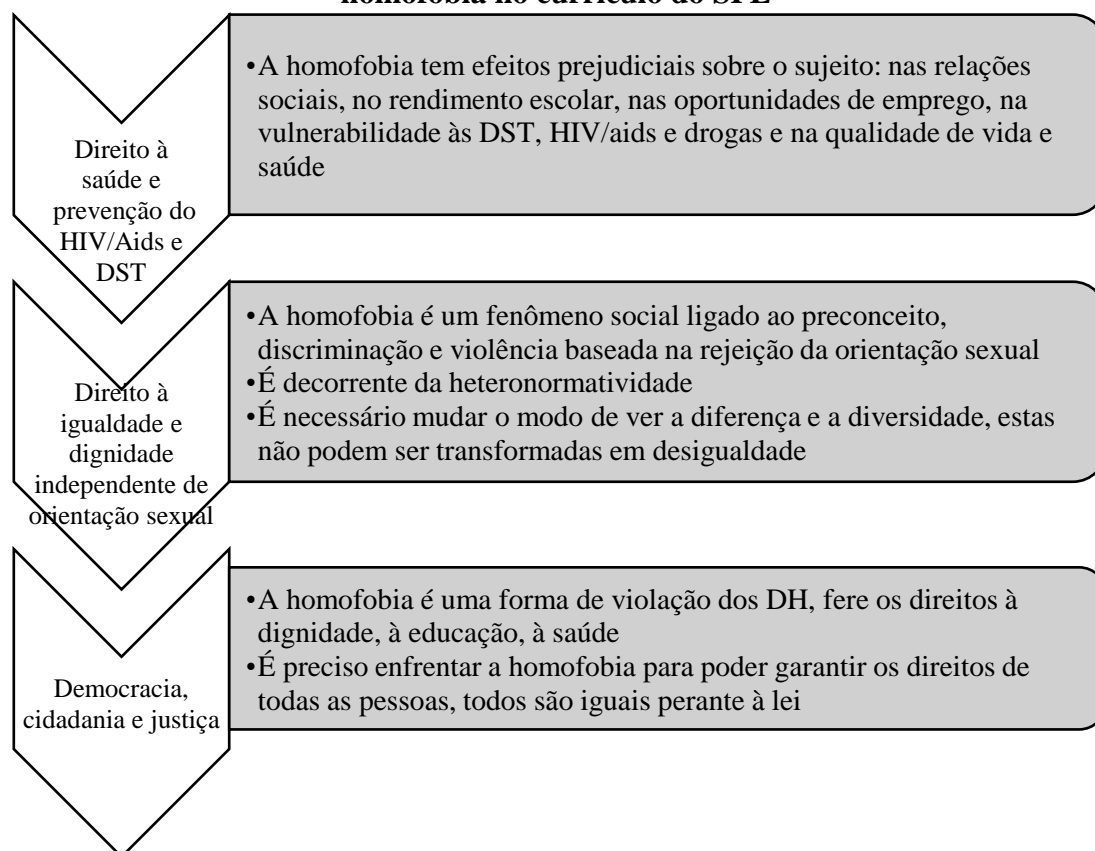 homofobia no currículo do SPE
•A homofobia tem efeitos prejudiciais sobre o sujeito: nas relações
sociais, no rendimento escolar, nas oportunidades de emprego, na
vulnerabilidade às DST, HIV/aids e drogas e na qualidade de vida e
saúde
Direito à
saúde e
prevenção do
HIV/Aids e
DST
•A homofobia é um fenômeno social ligado ao preconceito,
discriminação e violência baseada na rejeição da orientação sexual
•É decorrente da heteronormatividade
•É necessário mudar o modo de ver a diferença e a diversidade, estas
não podem ser transformadas em desigualdade
Direito à
igualdade e
dignidade
independente de
orientação sexual
•A homofobia é uma forma de violação dos DH, fere os direitos à
dignidade, à educação, à saúde
•É preciso enfrentar a homofobia para poder garantir os direitos de
todas as pessoas, todos são iguais perante à lei
Democracia,
cidadania e justiça